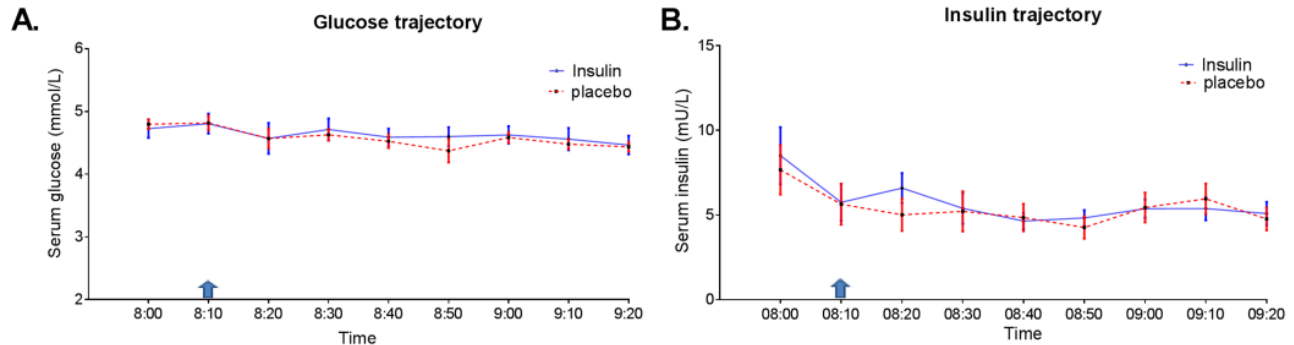 A.
Glucose trajectory
Serum glucose (mmol/L)
6
5
4
3
2
Insulin
placebo
8:00 8:10 8:20 8:30 8:40 8:50 9:00 9:10 9:20
Time
B.
Insulin trajectory
Serum insulin (mU/L)
15
10
5
0
Insulin
placebo
08:00 08:10 08:20 08:30 08:40 08:50 09:00 09:10 09:20
Time